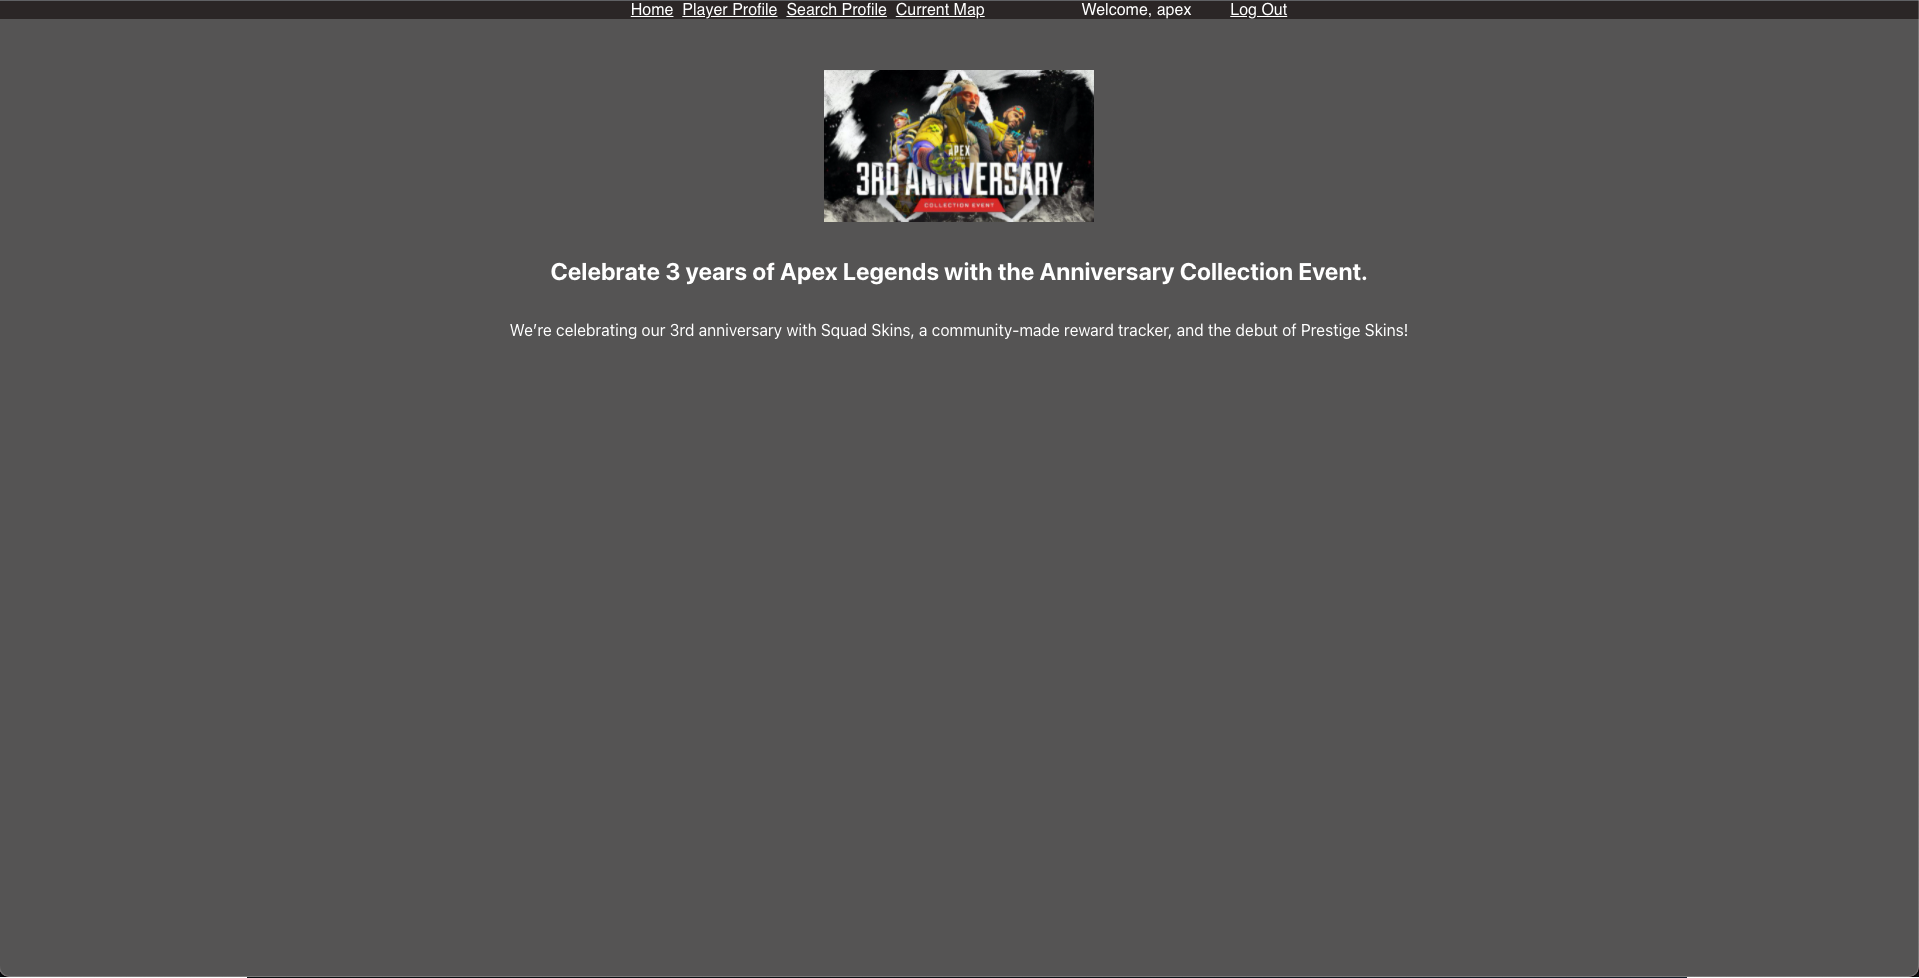 Home Player Profile Search Profile Current Map Welcome, apex Log Out
APEX
3RD ANNIVERSARY
COLLECTION EVENT
Celebrate 3 years of Apex Legends with the Anniversary Collection Event.
We’re celebrating our 3rd anniversary with Squad Skins, a community-made reward tracker, and the debut of Prestige Skins!